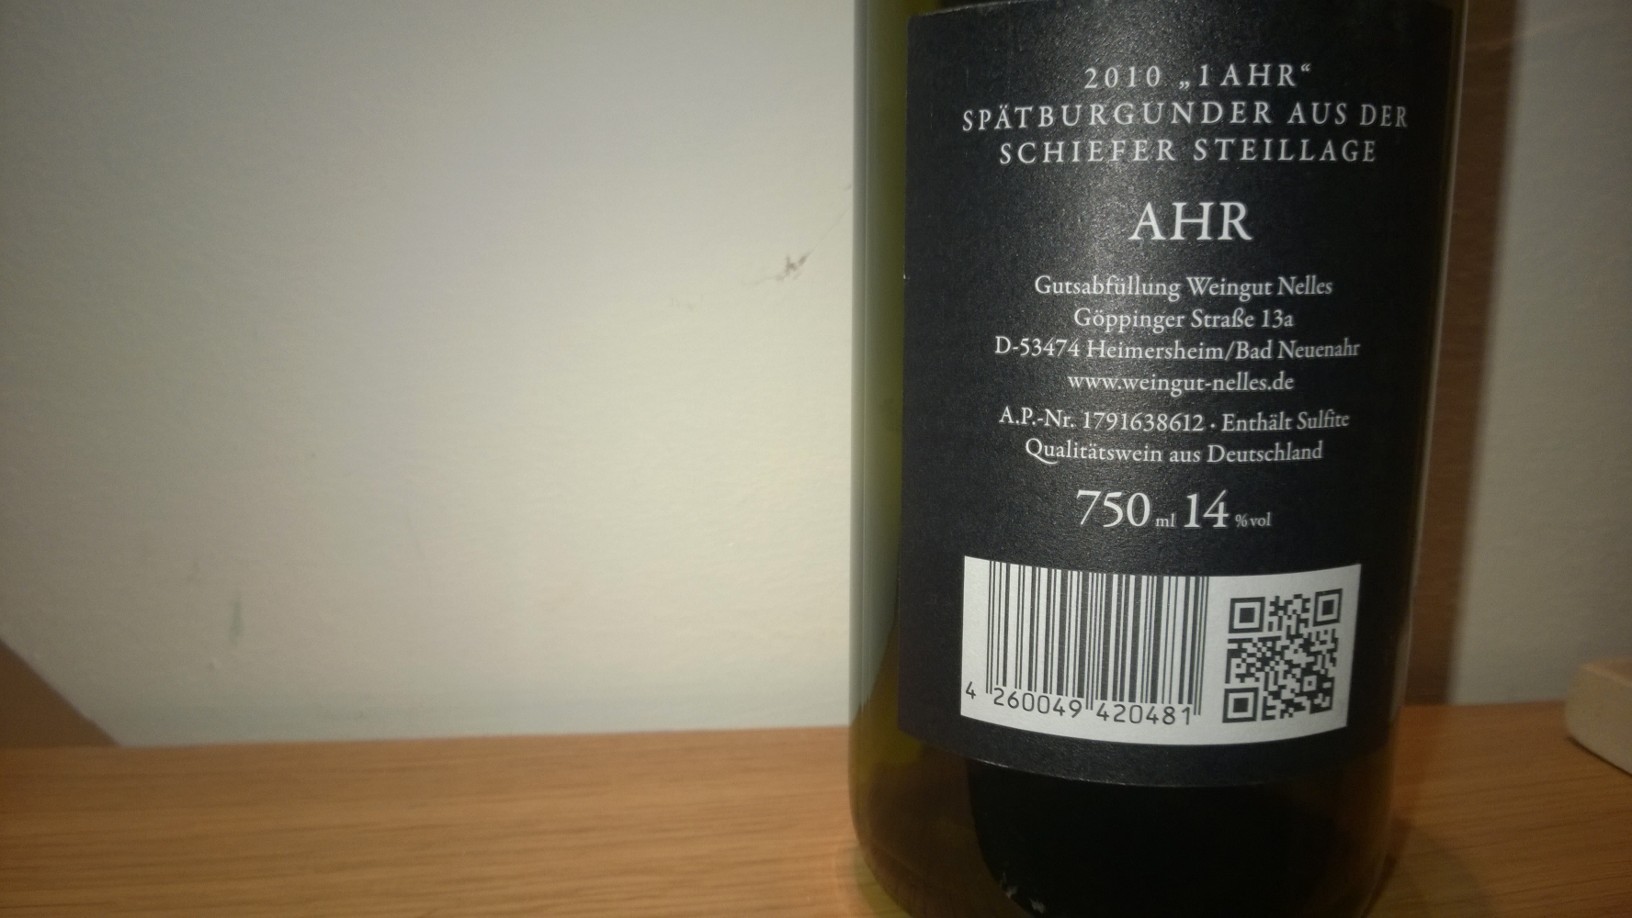 2010 „1 AHR“
SPÄTBURGUNDER AUS DER
SCHIEFER STEILLAGE
AHR
Gutsabfüllung Weingut Nelles
Göppinger Straße 13a
D-53474 Heimersheim/Bad Neuenahr
www.weingut-nelles.de
A.P.-Nr. 1791638612 · Enthält Sulfite
Qualitätswein aus Deutschland
750 ml 14 % vol
4 260049 420481